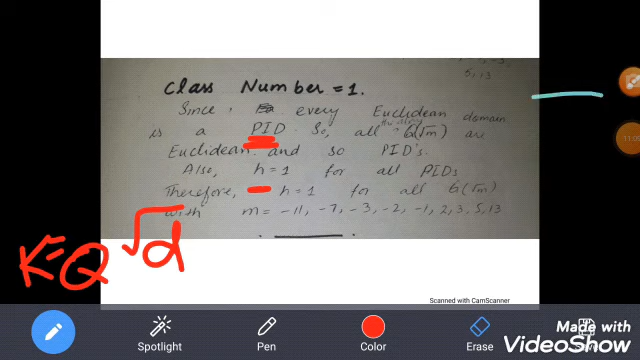 5, 13
Class Number = 1.
Since, every Euclidean domain
is a PID. So, all Q(√m) are
Euclidean and so PID's.
Also, h=1 for all PIDs
Therefore, h=1 for all Q(√m)
with m = -11, -7, -3, -2, -1, 2, 3, 5, 13
K=Q√d
Scanned with CamScanner
Spotlight
Pen
Color
Erase
Made with
VideoShow